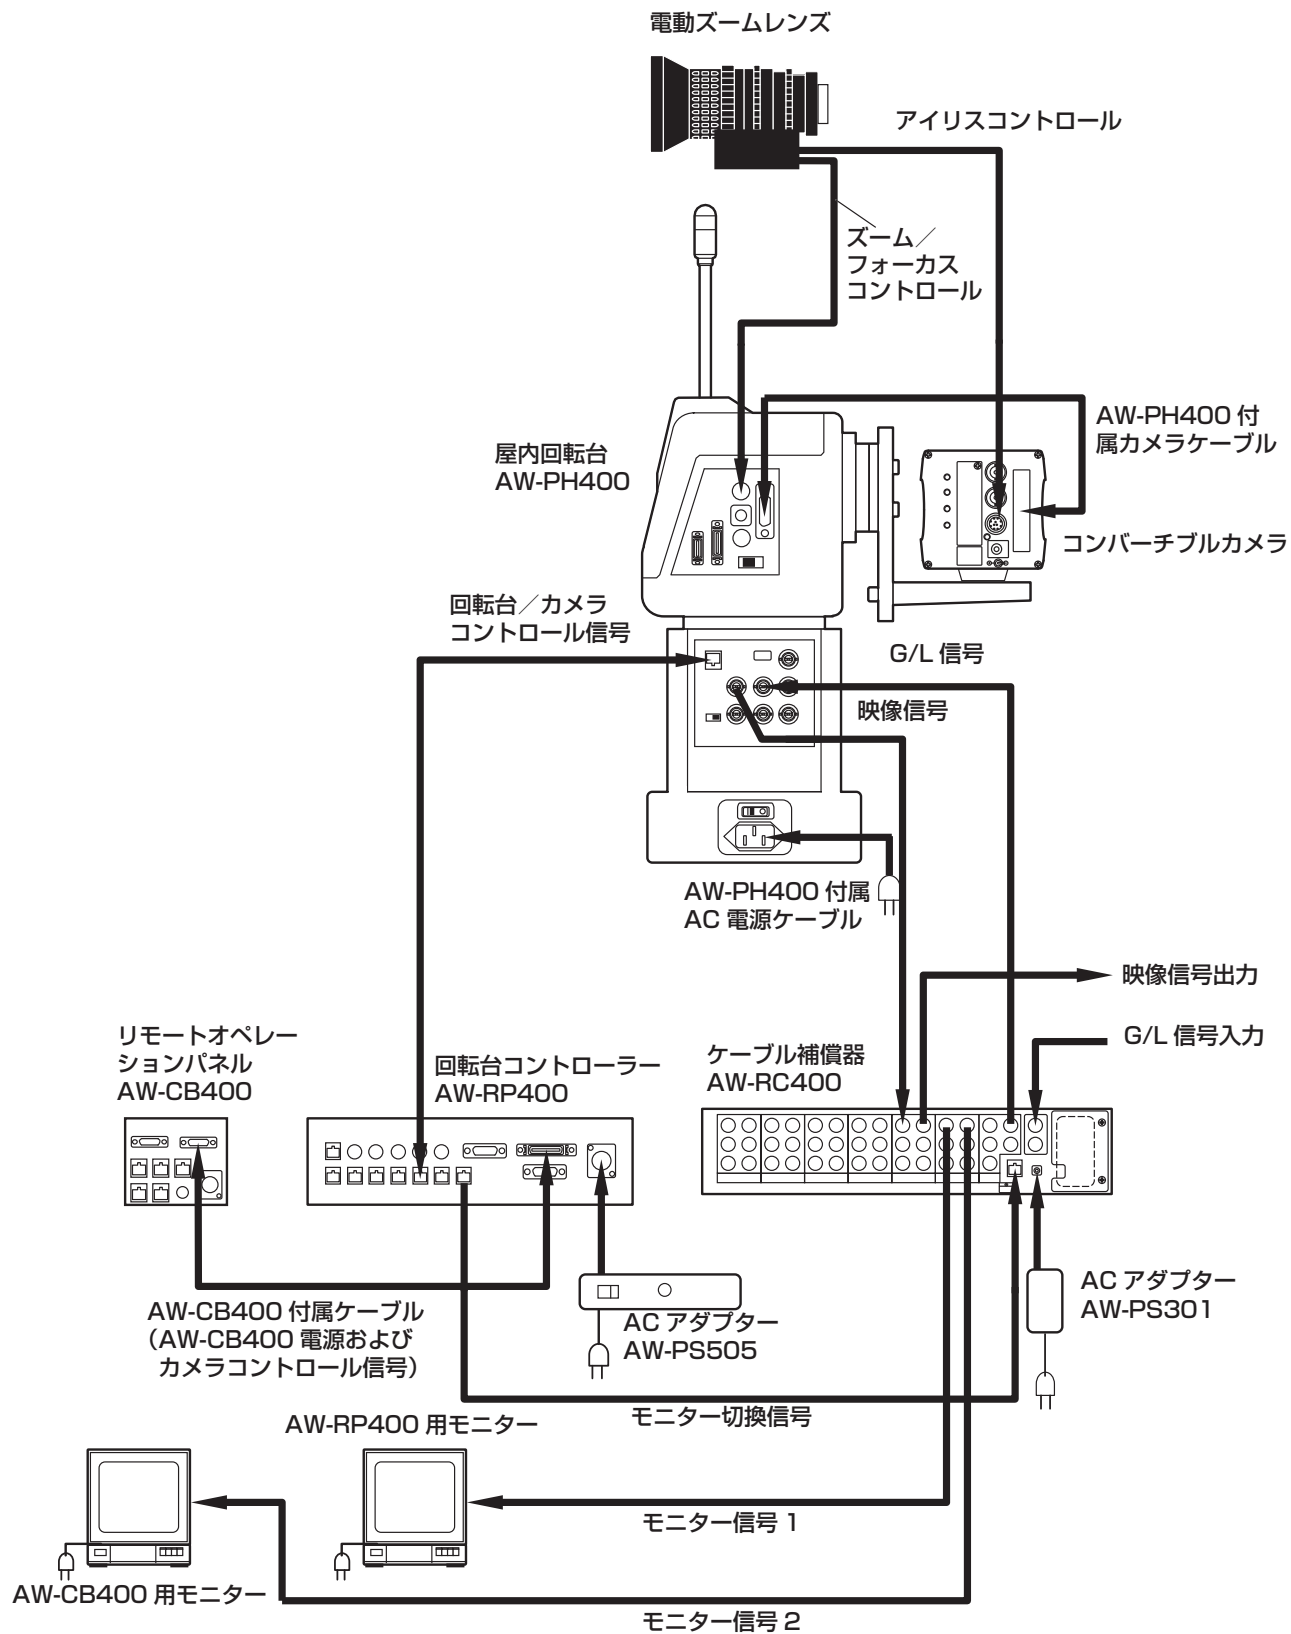 電動ズームレンズ
アイリスコントロール
ズーム／
フォーカス
コントロール
AW-PH400 付
属カメラケーブル
屋内回転台
AW-PH400
コンバーチブルカメラ
回転台／カメラ
コントロール信号
G/L 信号
映像信号
AW-PH400 付属
AC 電源ケーブル
映像信号出力
G/L 信号入力
リモートオペレー
ションパネル
AW-CB400
回転台コントローラー
AW-RP400
ケーブル補償器
AW-RC400
AC アダプター
AW-PS301
AW-CB400 付属ケーブル
（AW-CB400 電源および
カメラコントロール信号）
AC アダプター
AW-PS505
モニター切換信号
AW-RP400 用モニター
モニター信号 1
AW-CB400 用モニター
モニター信号 2